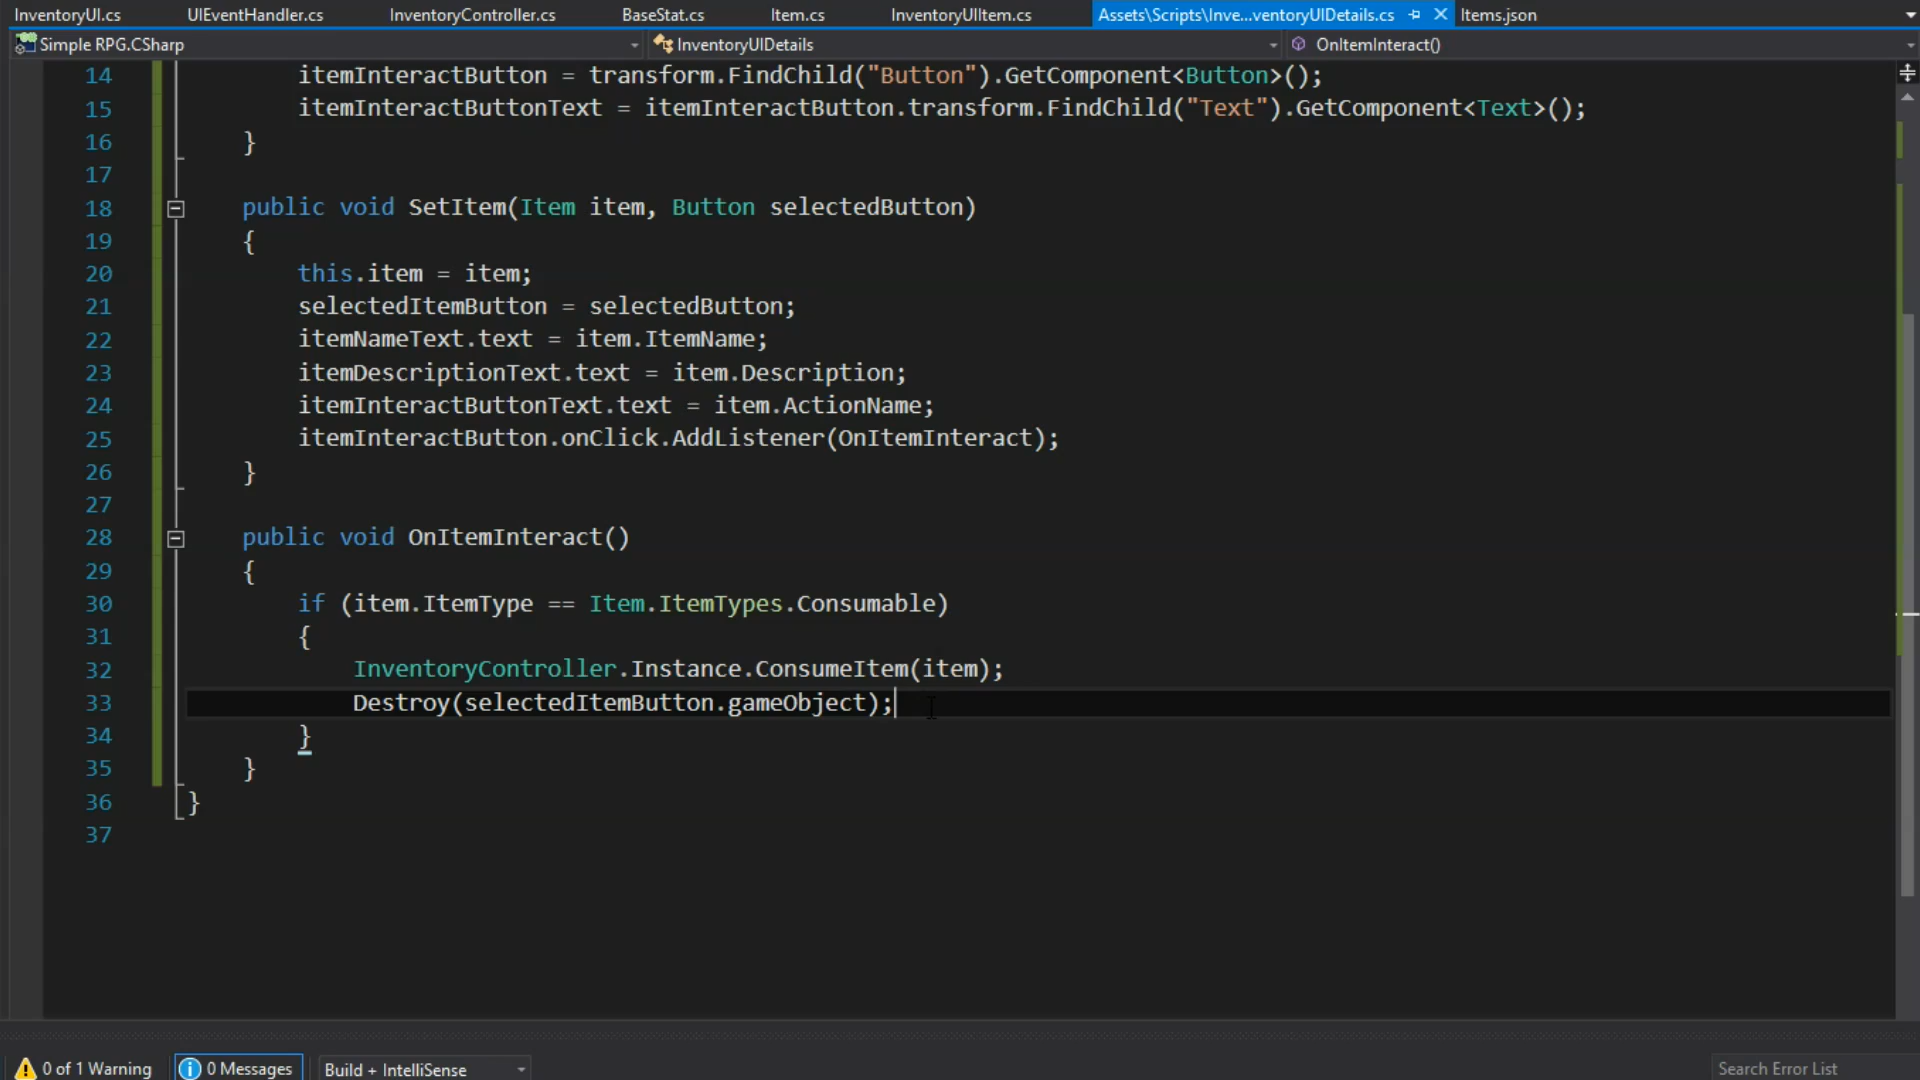 InventoryUI.cs UIEventHandler.cs InventoryController.cs BaseStat.cs Item.cs InventoryUIItem.cs Assets\Scripts\Inve...ventoryUIDetails.cs Items.json
Simple RPG.CSharp InventoryUIDetails OnItemInteract()
14 itemInteractButton = transform.FindChild("Button").GetComponent<Button>();
15 itemInteractButtonText = itemInteractButton.transform.FindChild("Text").GetComponent<Text>();
16 }
17
18 public void SetItem(Item item, Button selectedButton)
19 {
20 this.item = item;
21 selectedItemButton = selectedButton;
22 itemNameText.text = item.ItemName;
23 itemDescriptionText.text = item.Description;
24 itemInteractButtonText.text = item.ActionName;
25 itemInteractButton.onClick.AddListener(OnItemInteract);
26 }
27
28 public void OnItemInteract()
29 {
30 if (item.ItemType == Item.ItemTypes.Consumable)
31 {
32 InventoryController.Instance.ConsumeItem(item);
33 Destroy(selectedItemButton.gameObject);
34 }
35 }
36 }
37
0 of 1 Warning 0 Messages Build + IntelliSense Search Error List